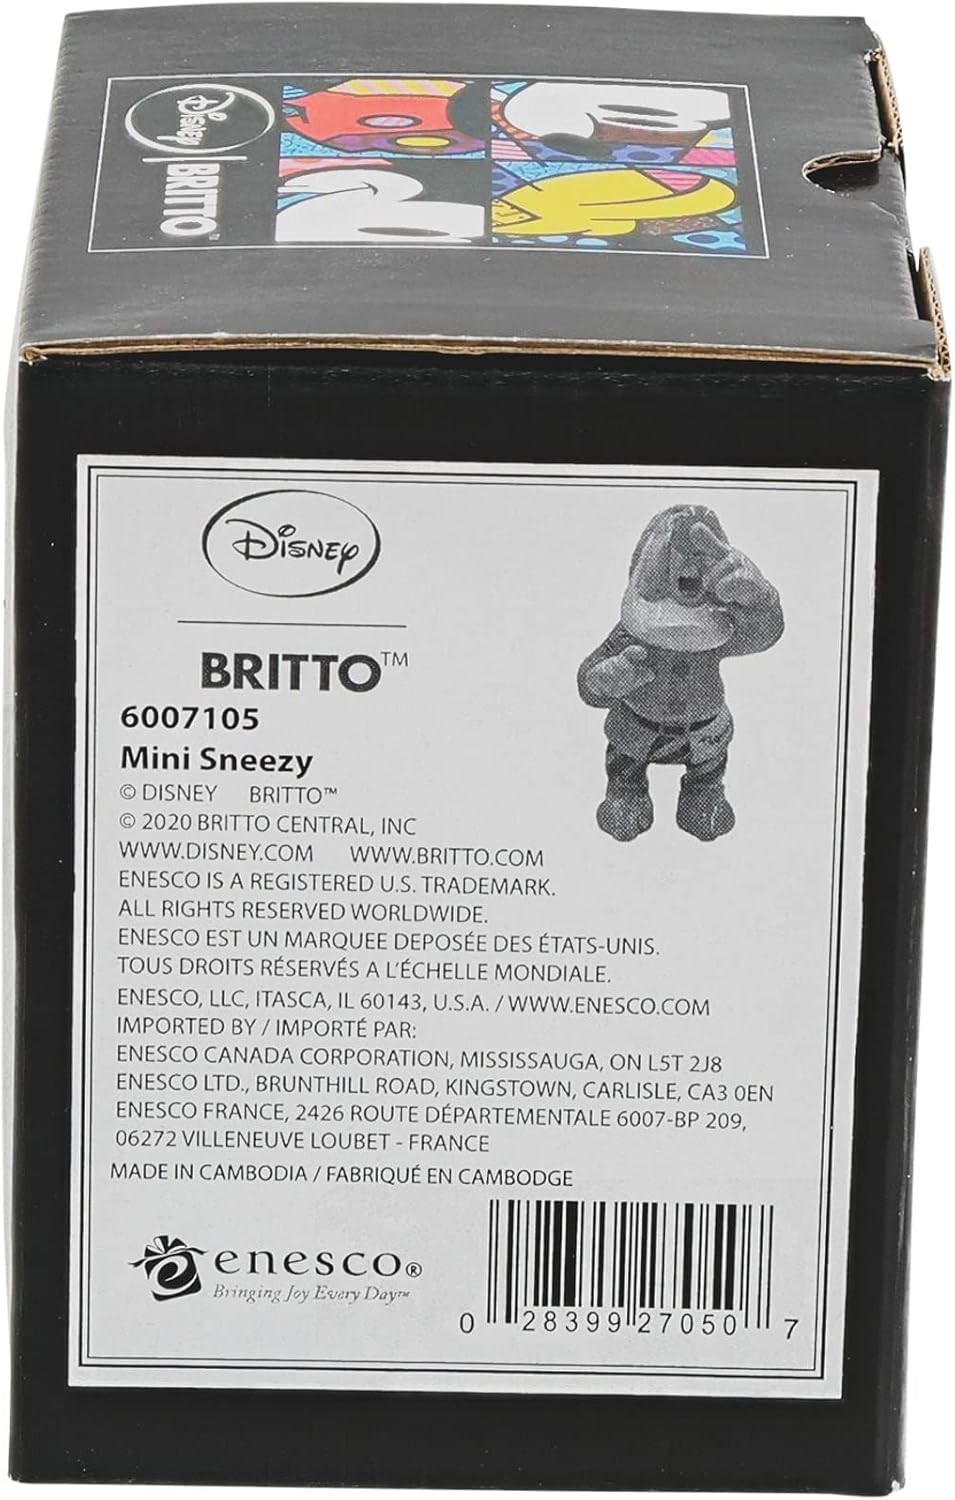 Disney | BRITTO™
Disney
BRITTO™
6007105
Mini Sneezy
© DISNEY BRITTO™
© 2020 BRITTO CENTRAL, INC
WWW.DISNEY.COM WWW.BRITTO.COM
ENESCO IS A REGISTERED U.S. TRADEMARK.
ALL RIGHTS RESERVED WORLDWIDE.
ENESCO EST UN MARQUEE DEPOSÉE DES ÉTATS-UNIS.
TOUS DROITS RÉSERVÉS A L'ÉCHELLE MONDIALE.
ENESCO, LLC, ITASCA, IL 60143, U.S.A. / WWW.ENESCO.COM
IMPORTED BY / IMPORTÉ PAR:
ENESCO CANADA CORPORATION, MISSISSAUGA, ON L5T 2J8
ENESCO LTD., BRUNTHILL ROAD, KINGSTOWN, CARLISLE, CA3 0EN
ENESCO FRANCE, 2426 ROUTE DÉPARTEMENTALE 6007-BP 209,
06272 VILLENEUVE LOUBET - FRANCE
MADE IN CAMBODIA / FABRIQUÉ EN CAMBODGE
enesco®
Bringing Joy Every Day™
0 28399 27050 7